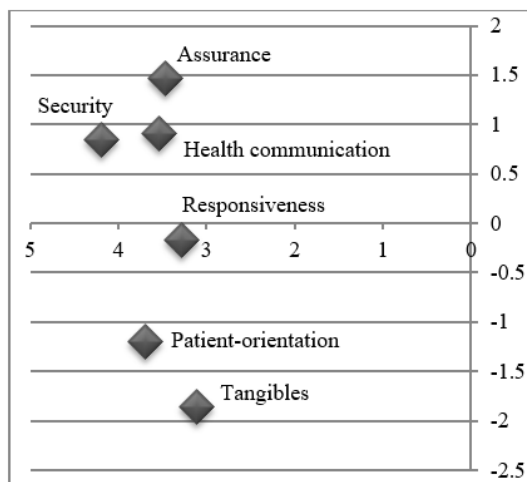 2
Assurance
1.5
Security
1
Health communication
0.5
Responsiveness
0
5 4 3 2 1 0
-0.5
-1
Patient-orientation
-1.5
Tangibles
-2
-2.5